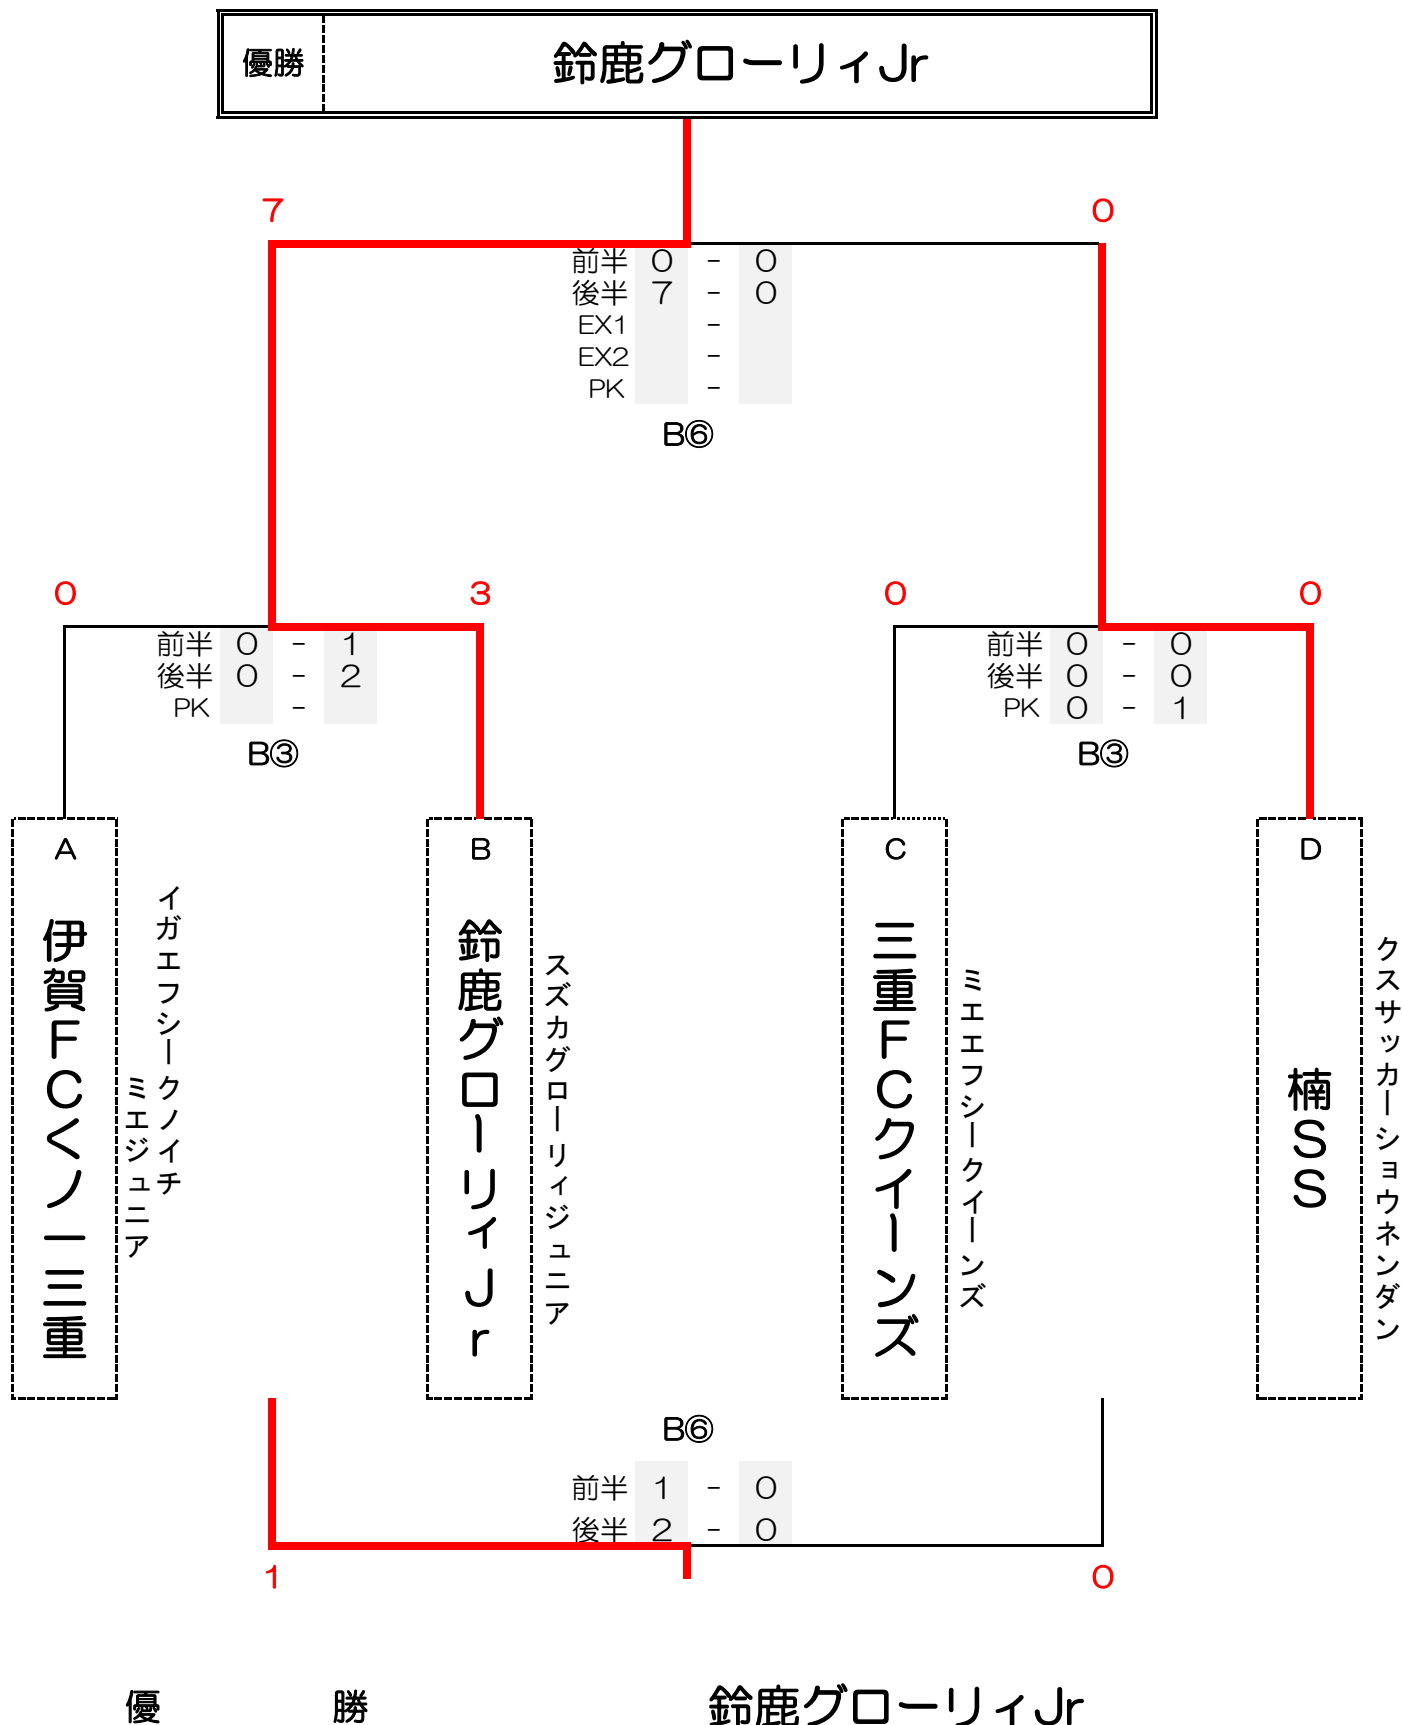 優勝 鈴鹿グローリィJr
7 0
前半 0 - 0
後半 7 - 0
EX1 -
EX2 -
PK -
B⑥
0 3 0 0
前半 0 - 1 前半 0 - 0
後半 0 - 2 後半 0 - 0
PK - PK 0 - 1
B③ B③
A
伊賀FCくノ一三重
イガエフシークノイチ
ミエジュニア
B
鈴鹿グローリィJr
スズカグローリィジュニア
C
三重FCクイーンズ
ミエエフシークイーンズ
D
楠SS
クスサッカーショウネンダン
B⑥
前半 1 - 0
後半 2 - 0
1 0
優 勝 鈴鹿グローリィJr